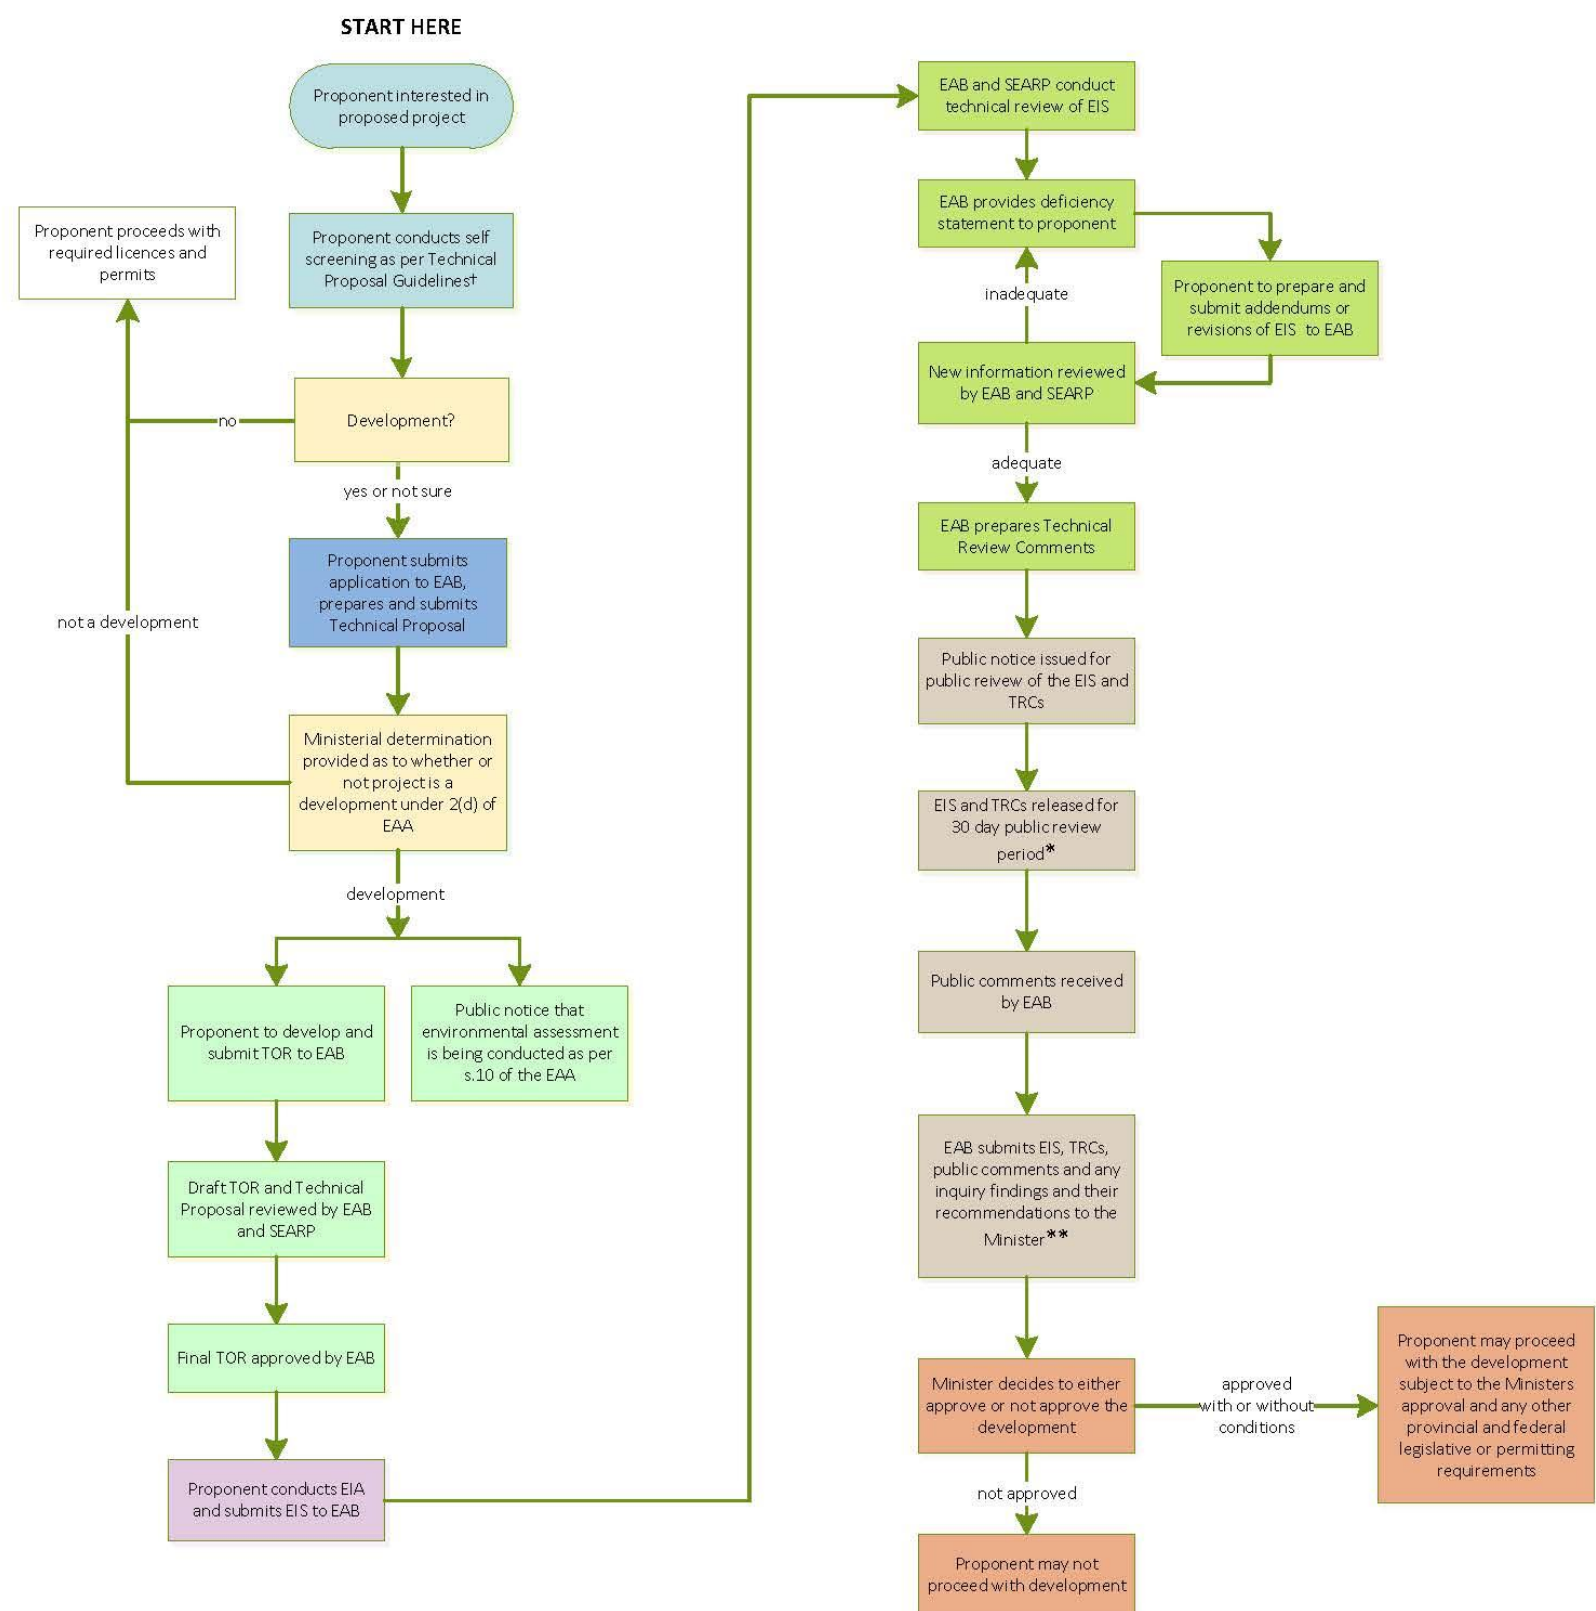 START HERE
Proponent interested in
proposed project
Proponent conducts self
screening as per Technical
Proposal Guidelines†
Proponent proceeds with
required licences and
permits
Development?
no
yes or not sure
Proponent submits
application to EAB,
prepares and submits
Technical Proposal
not a development
Ministerial determination
provided as to whether or
not project is a
development under 2(d) of
EAA
development
Proponent to develop and
submit TOR to EAB
Public notice that
environmental assessment
is being conducted as per
s.10 of the EAA
Draft TOR and Technical
Proposal reviewed by EAB
and SEARP
Final TOR approved by EAB
Proponent conducts EIA
and submits EIS to EAB
EAB and SEARP conduct
technical review of EIS
EAB provides deficiency
statement to proponent
inadequate
Proponent to prepare and
submit addendums or
revisions of EIS to EAB
New information reviewed
by EAB and SEARP
adequate
EAB prepares Technical
Review Comments
Public notice issued for
public reivew of the EIS and
TRCs
EIS and TRCs released for
30 day public review
period*
Public comments received
by EAB
EAB submits EIS, TRCs,
public comments and any
inquiry findings and their
recommendations to the
Minister**
Minister decides to either
approve or not approve the
development
approved
with or without
conditions
Proponent may proceed
with the development
subject to the Ministers
approval and any other
provincial and federal
legislative or permitting
requirements
not approved
Proponent may not
proceed with development